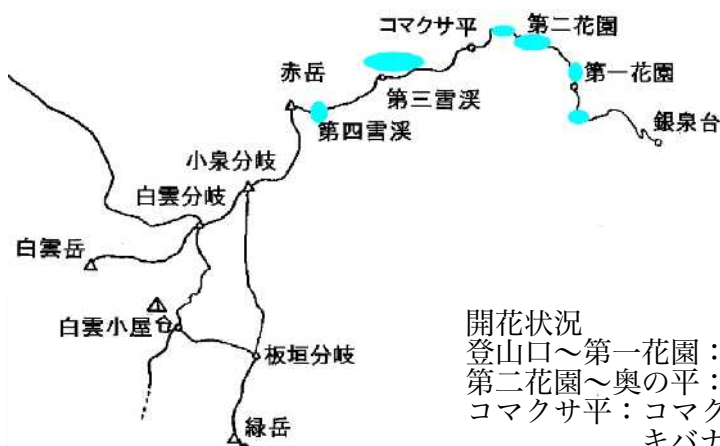 コマクサ平
第二花園
赤岳
第三雪渓
第一花園
第四雪渓
銀泉台
小泉分岐
白雲分岐
白雲岳
白雲小屋
板垣分岐
緑岳
開花状況
登山口～第一花園：
第二花園～奥の平：
コマクサ平：コマク
キバナ